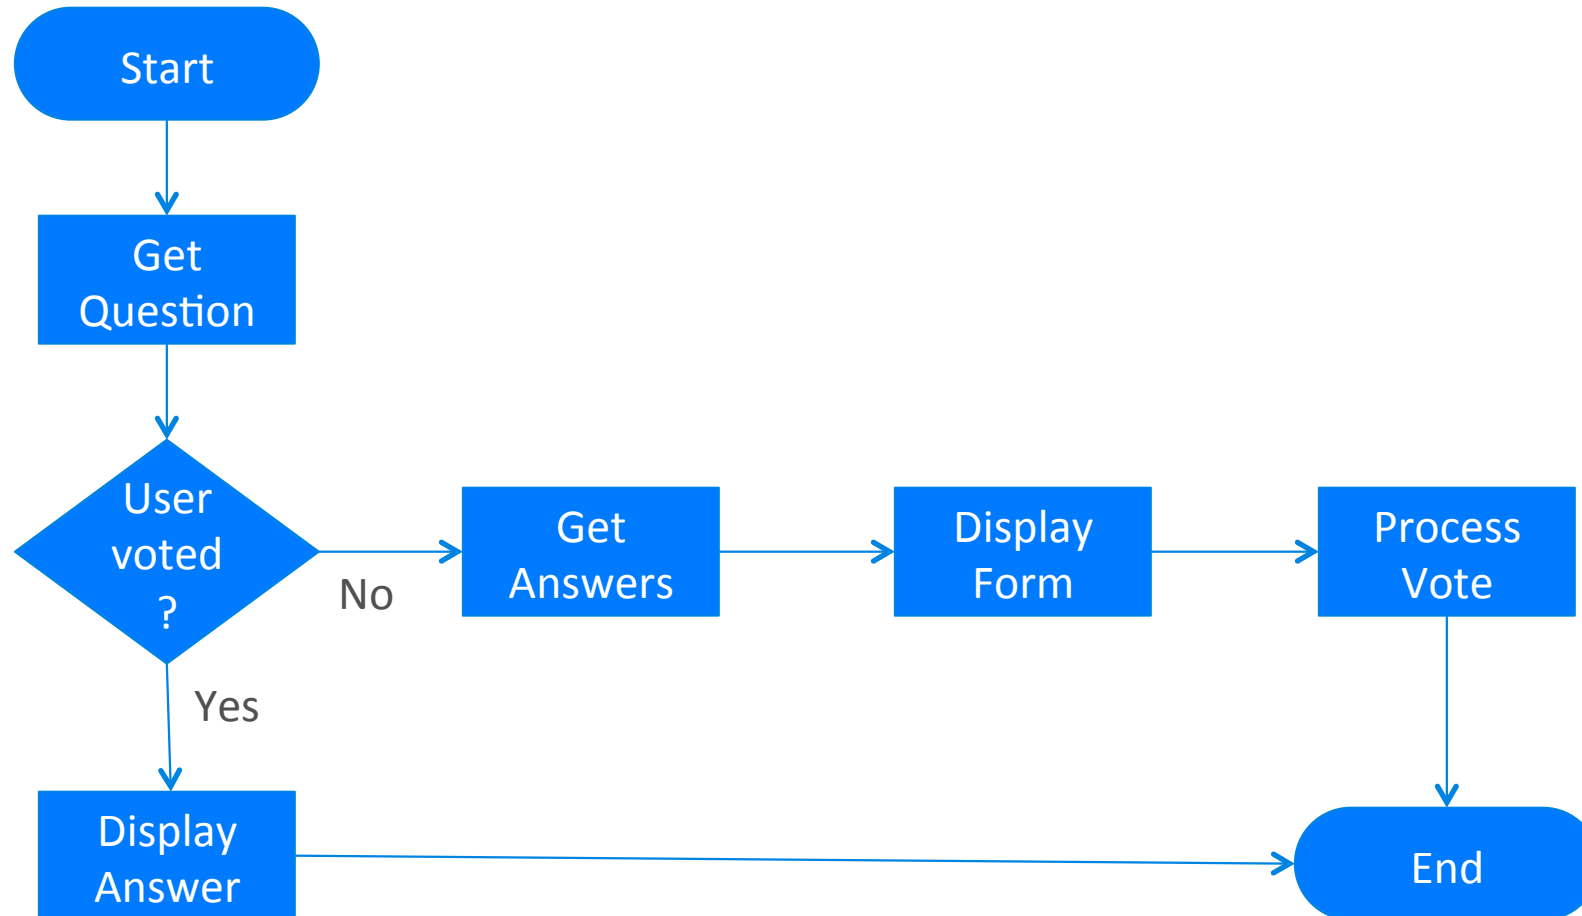 Start
Get
Question
User
voted
?
No
Get
Answers
Display
Form
Process
Vote
Yes
Display
Answer
End